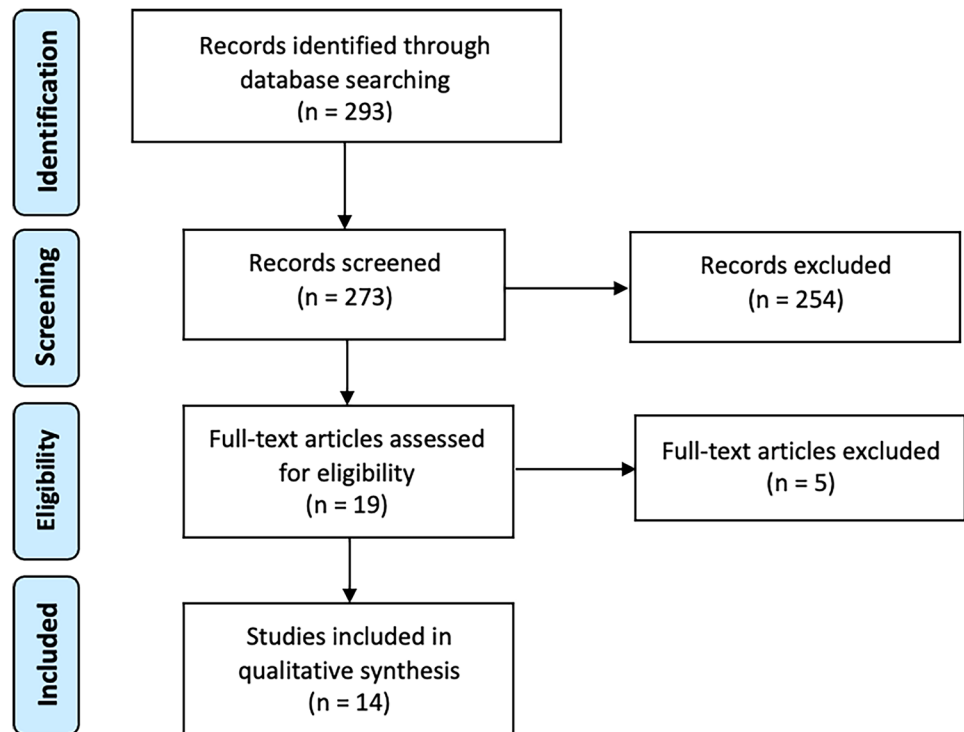 Identification
Records identified through
database searching
(n = 293)
Screening
Records screened
(n = 273)
Records excluded
(n = 254)
Eligibility
Full-text articles assessed
for eligibility
(n = 19)
Full-text articles excluded
(n = 5)
Included
Studies included in
qualitative synthesis
(n = 14)